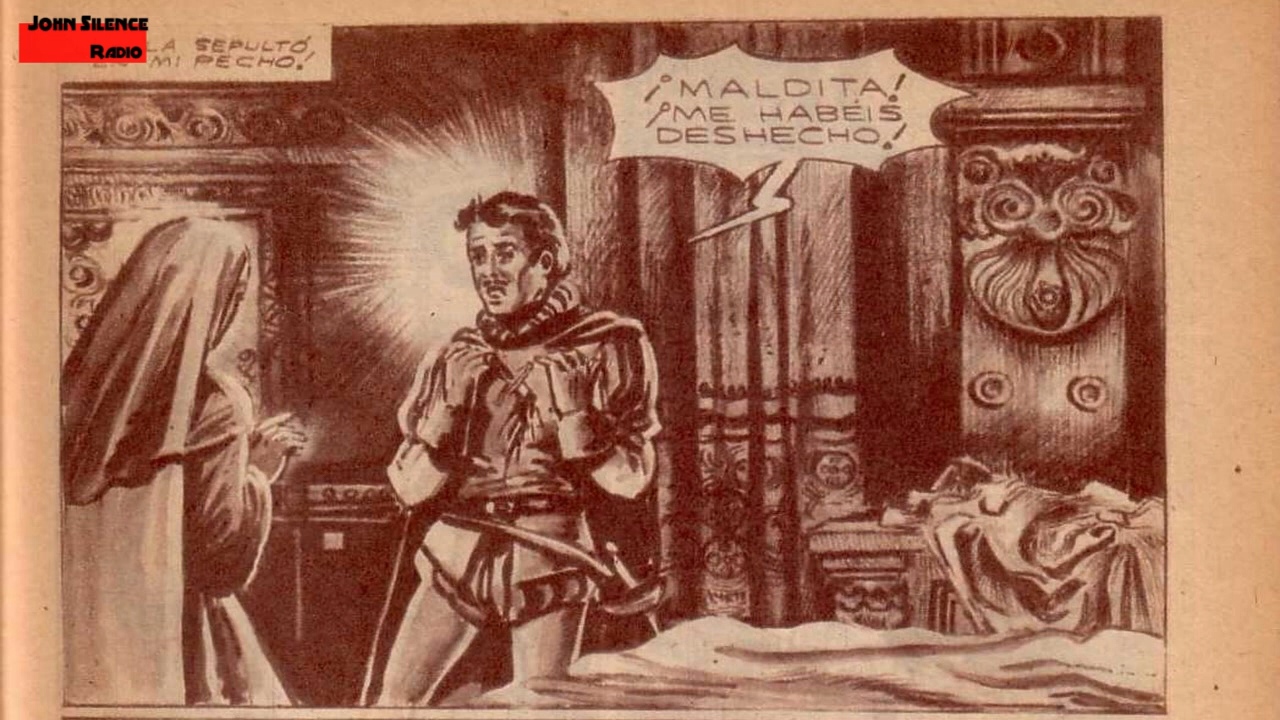 JOHN SILENCE
RADIO
LA SEPULTÓ
MI PECHO!
¡MALDITA!
¡ME HABÉIS
DESHECHO!